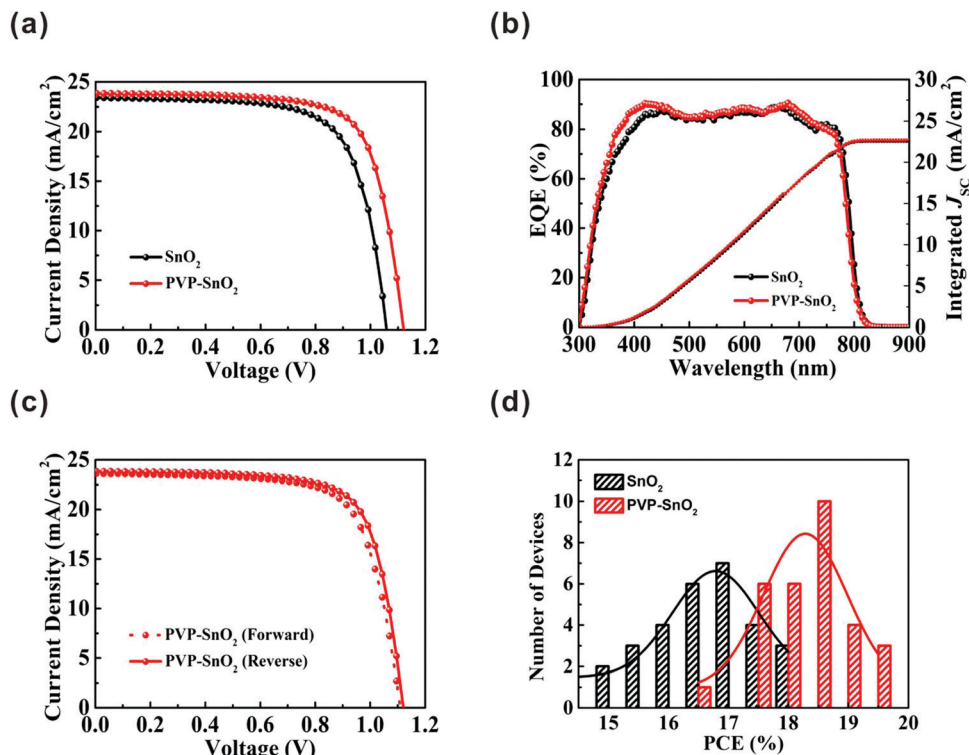 (a)
Current Density (mA/cm²)
25
20
15
10
5
0
SnO₂
PVP-SnO₂
0.0 0.2 0.4 0.6 0.8 1.0 1.2
Voltage (V)
(b)
EQE (%)
100
80
60
40
20
0
SnO₂
PVP-SnO₂
30
25
20
15
10
5
0
Integrated J_SC (mA/cm²)
300 400 500 600 700 800 900
Wavelength (nm)
(c)
Current Density (mA/cm²)
25
20
15
10
5
0
PVP-SnO₂ (Forward)
PVP-SnO₂ (Reverse)
0.0 0.2 0.4 0.6 0.8 1.0 1.2
Voltage (V)
(d)
Number of Devices
12
10
8
6
4
2
0
SnO₂
PVP-SnO₂
15 16 17 18 19 20
PCE (%)